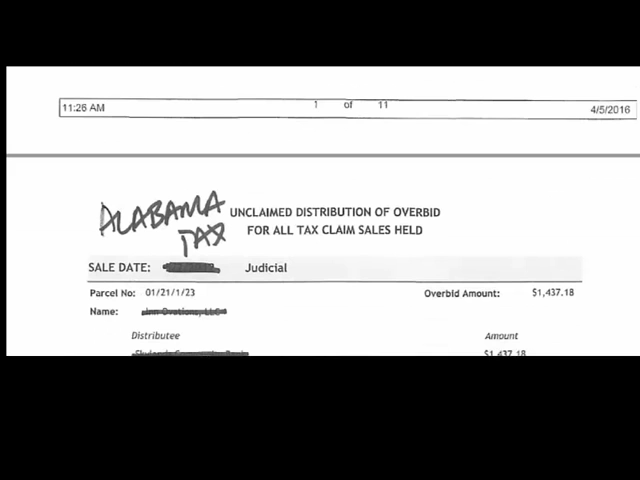 11:26 AM 1 of 11 4/5/2016
ALABAMA
TAX
UNCLAIMED DISTRIBUTION OF OVERBID
FOR ALL TAX CLAIM SALES HELD
SALE DATE: Judicial
Parcel No: 01/21/1/23 Overbid Amount: $1,437.18
Name:
Distributee Amount
$1,437.18